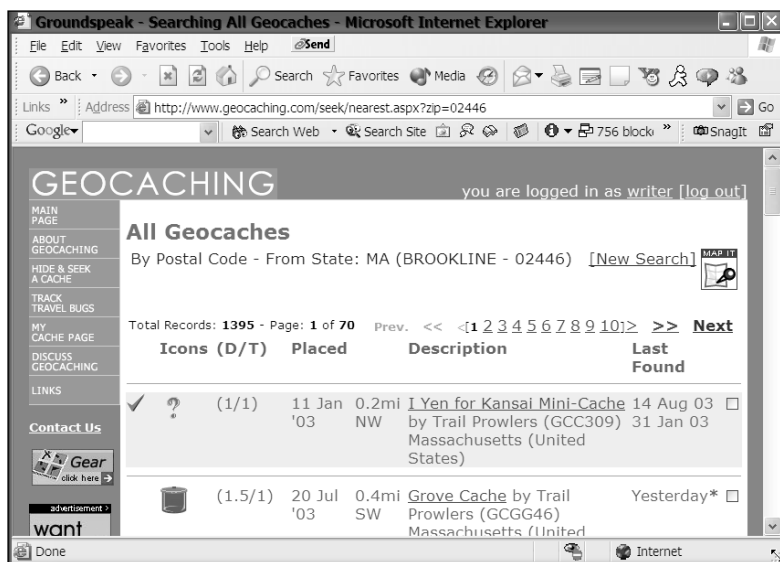 Groundspeak - Searching All Geocaches - Microsoft Internet Explorer
File Edit View Favorites Tools Help Send
Back Search Favorites Media
Links » Address http://www.geocaching.com/seek/nearest.aspx?zip=02446 Go
Google Search Web Search Site 756 block » SnagIt
GEOCACHING
you are logged in as writer [log out]
MAIN
PAGE
ABOUT
GEOCACHING
HIDE & SEEK
A CACHE
TRACK
TRAVEL BUGS
MY
CACHE PAGE
DISCUSS
GEOCACHING
LINKS
Contact Us
Gear
click here
advertisement >
want
All Geocaches
By Postal Code - From State: MA (BROOKLINE - 02446) [New Search] MAP IT
Total Records: 1395 - Page: 1 of 70 Prev. << <[1 2 3 4 5 6 7 8 9 10]> >> Next
Icons (D/T) Placed Description Last
Found
? (1/1) 11 Jan 0.2mi I Yen for Kansai Mini-Cache 14 Aug 03
'03 NW by Trail Prowlers (GCC309) 31 Jan 03
Massachusetts (United
States)
(1.5/1) 20 Jul 0.4mi Grove Cache by Trail Yesterday*
'03 SW Prowlers (GCGG46)
Massachusetts (United
Done Internet